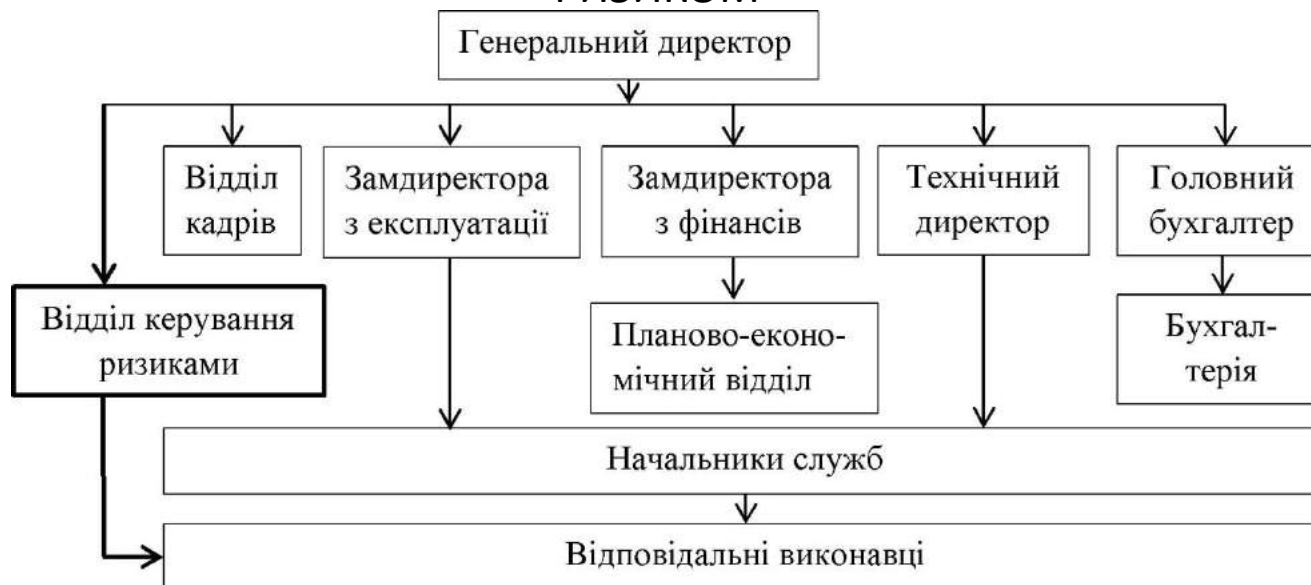 Генеральний директор
Відділ
кадрів
Замдиректора
з експлуатації
Замдиректора
з фінансів
Технічний
директор
Головний
бухгалтер
Відділ керування
ризиками
Планово-еконо-
мічний відділ
Бухгал-
терія
Начальники служб
Відповідальні виконавці